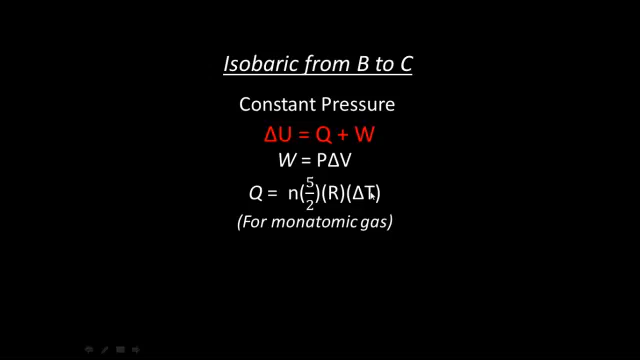 Isobaric from B to C
Constant Pressure
ΔU = Q + W
W = PΔV
Q = n(5/2)(R)(ΔT)
(For monatomic gas)